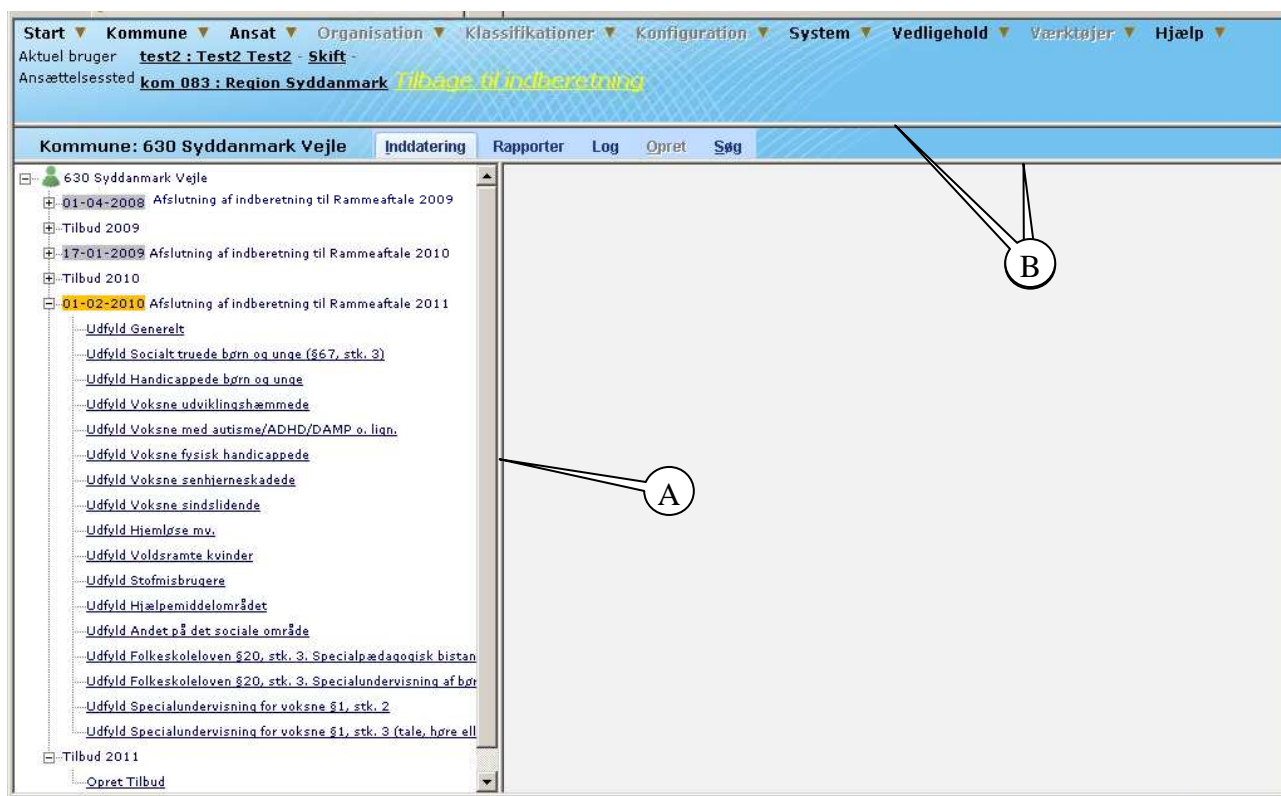 Start Kommune Ansat Organisation Klassifikationer Konfiguration System Vedligehold Værktøjer Hjælp
Aktuel bruger test2 : Test2 Test2 - Skift -
Ansættelsessted kom 083 : Region Syddanmark Tilbage til indberetning
Kommune: 630 Syddanmark Vejle Inddatering Rapporter Log Opret Søg
630 Syddanmark Vejle
01-04-2008 Afslutning af indberetning til Rammeaftale 2009
Tilbud 2009
17-01-2009 Afslutning af indberetning til Rammeaftale 2010
Tilbud 2010
01-02-2010 Afslutning af indberetning til Rammeaftale 2011
Udfyld Generelt
Udfyld Socialt truede børn og unge (§67, stk. 3)
Udfyld Handicappede børn og unge
Udfyld Voksne udviklingshæmmede
Udfyld Voksne med autisme/ADHD/DAMP o. lign.
Udfyld Voksne fysisk handicappede
Udfyld Voksne senhjerneskadede
Udfyld Voksne sindslidende
Udfyld Hjemløse mv.
Udfyld Voldsramte kvinder
Udfyld Stofmisbrugere
Udfyld Hjælpemiddelområdet
Udfyld Andet på det sociale område
Udfyld Folkeskoleloven §20, stk. 3. Specialpædagogisk bistan
Udfyld Folkeskoleloven §20, stk. 3. Specialundervisning af bør
Udfyld Specialundervisning for voksne §1, stk. 2
Udfyld Specialundervisning for voksne §1, stk. 3 (tale, høre ell
Tilbud 2011
Opret Tilbud
A
B